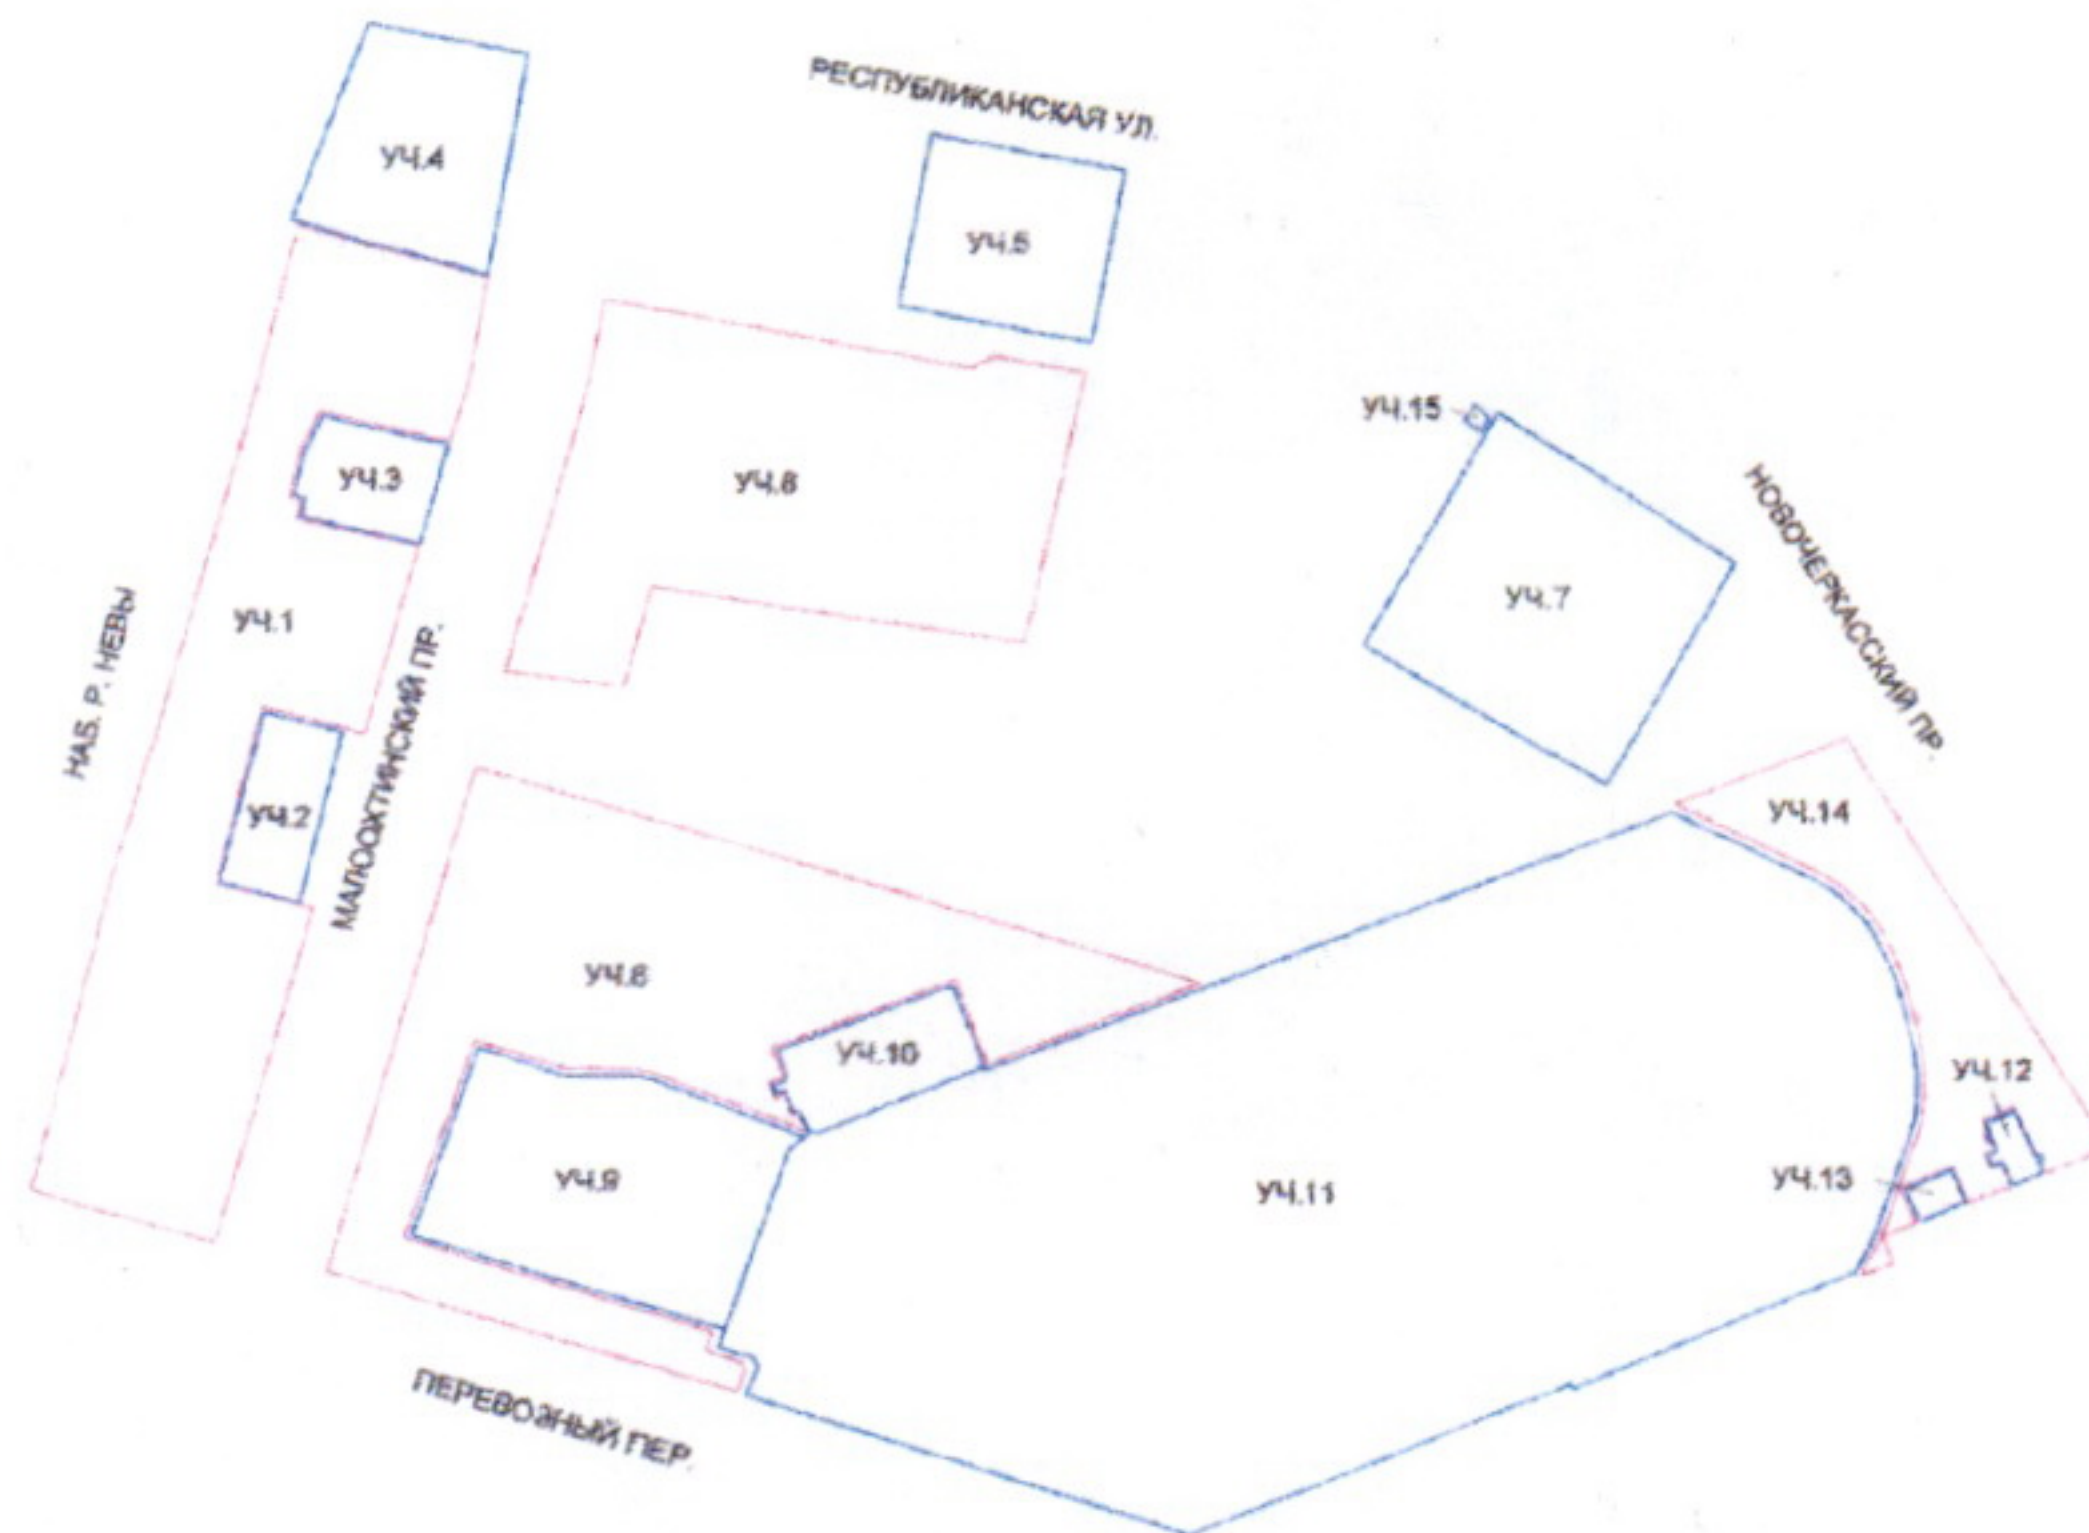 УЧ.4
РЕСПУБЛИКАНСКАЯ УЛ.
УЧ.5
УЧ.15
УЧ.3
УЧ.6
НОВОЧЕРКАССКИЙ ПР.
УЧ.7
УЧ.1
НАБ. Р. НЕВЫ
МАЛООХТИНСКИЙ ПР.
УЧ.2
УЧ.14
УЧ.8
УЧ.10
УЧ.12
УЧ.9
УЧ.13
УЧ.11
ПЕРЕВОЗНЫЙ ПЕР.